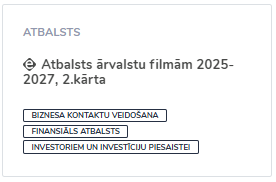 ATBALSTS
Atbalsts ārvalstu filmām 2025-
2027, 2.kārta
BIZNESA KONTAKTU VEIDOŠANA
FINANSIĀLS ATBALSTS
INVESTORIEM UN INVESTĪCIJU PIESAISTEI